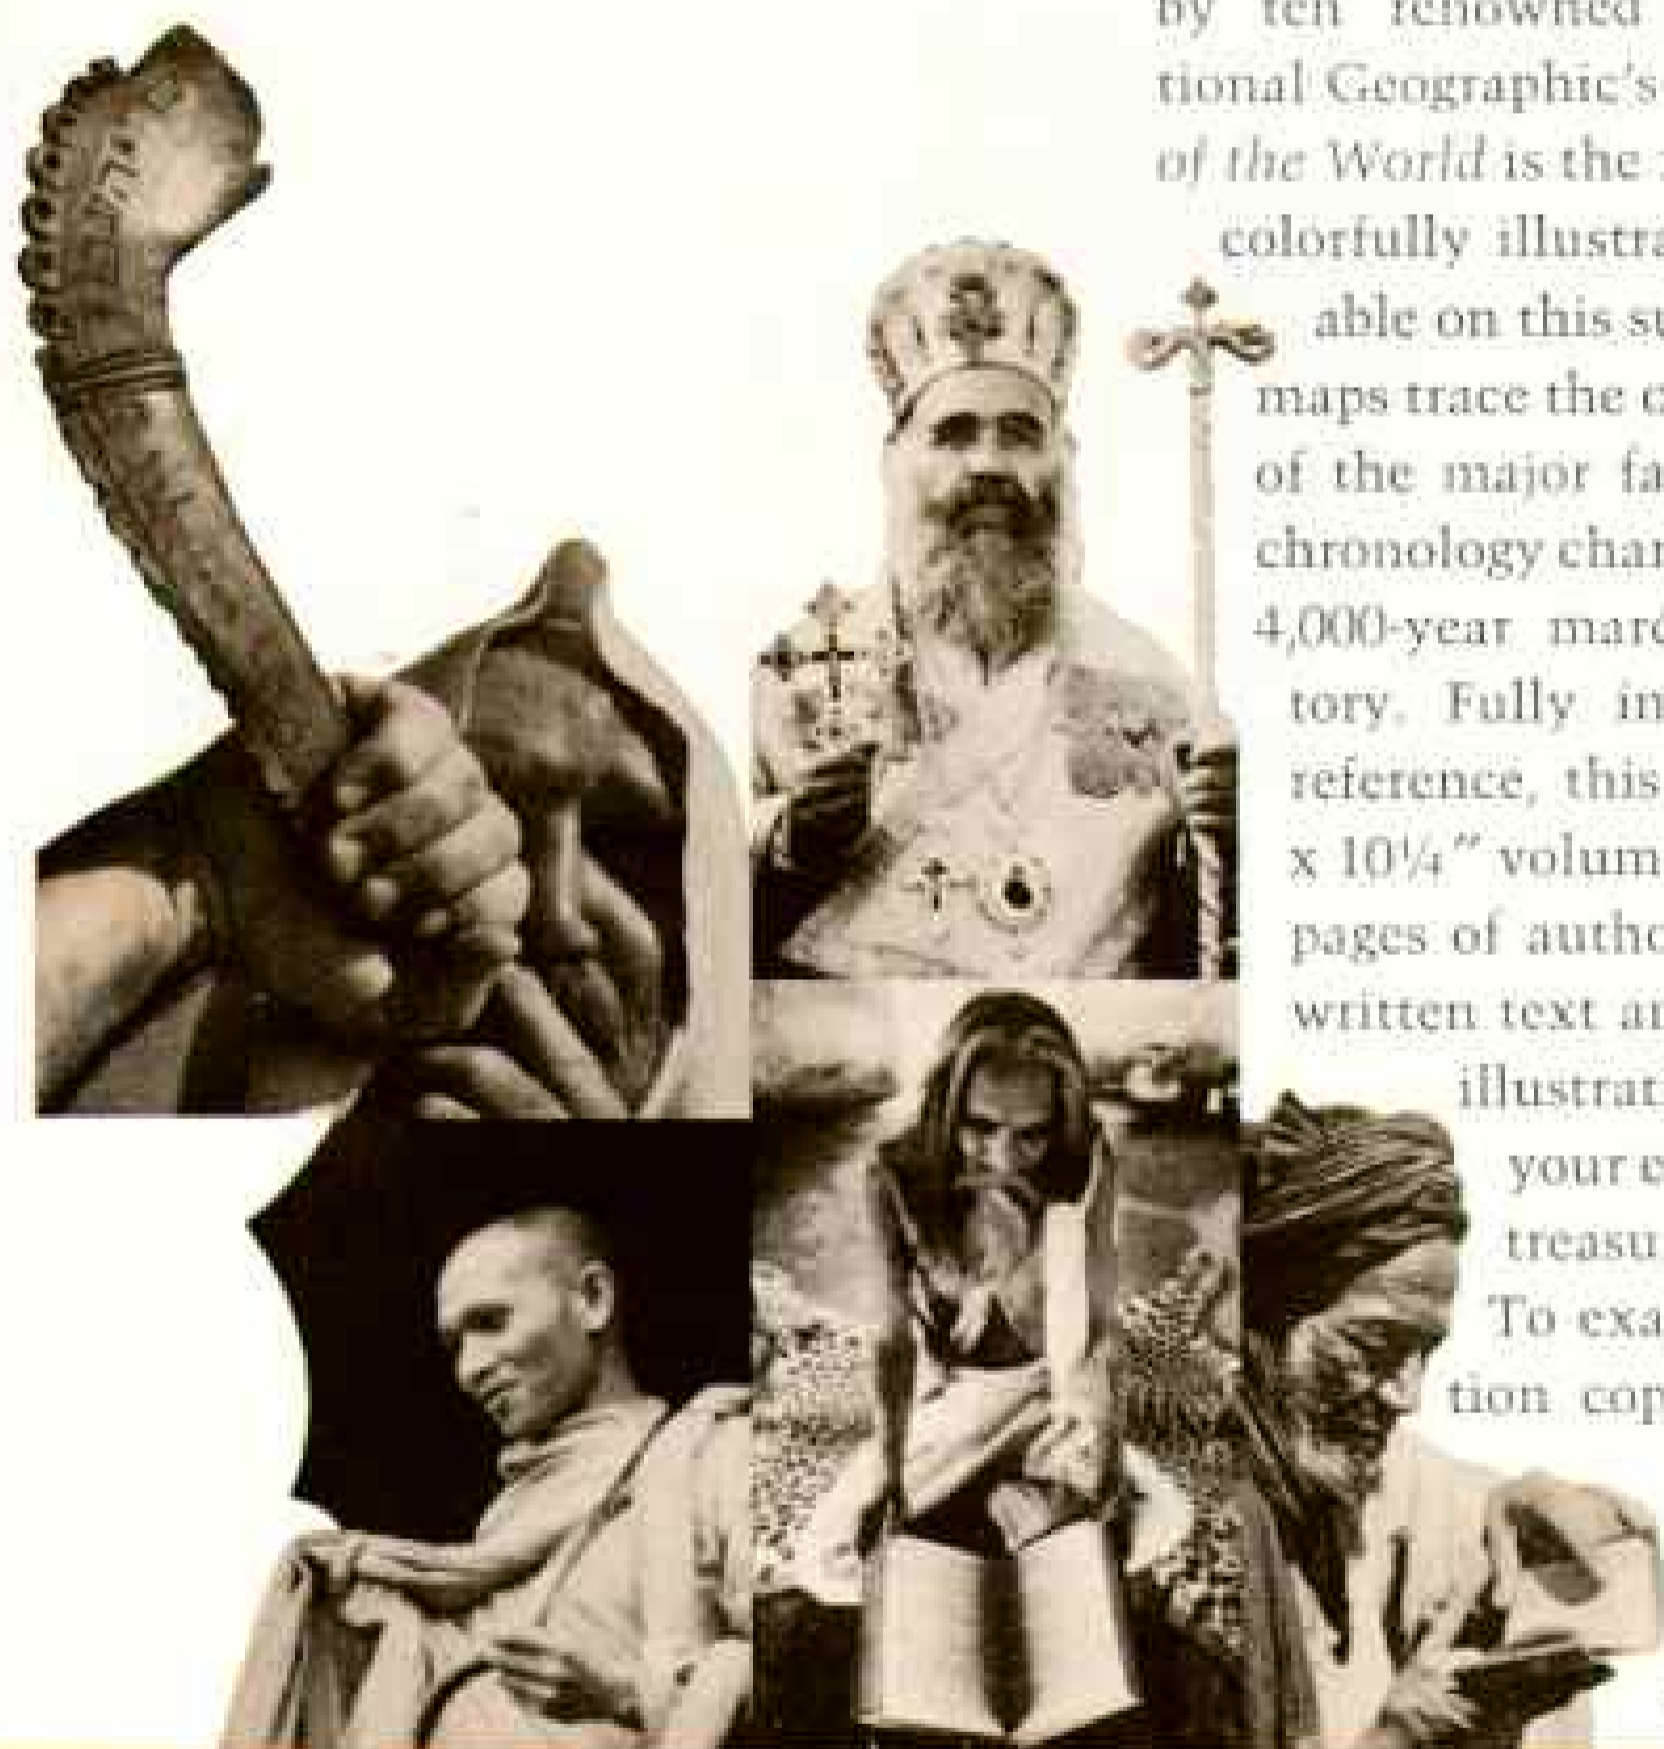 by ten renowned
tional Geographic's
of the World is the
colorfully illustra
able on this su
maps trace the
of the major fa
chronology char
4,000-year marc
tory. Fully in
reference, this
x 10¼" volum
pages of autho
written text an
illustrat
your c
treasu
To exa
tion cop